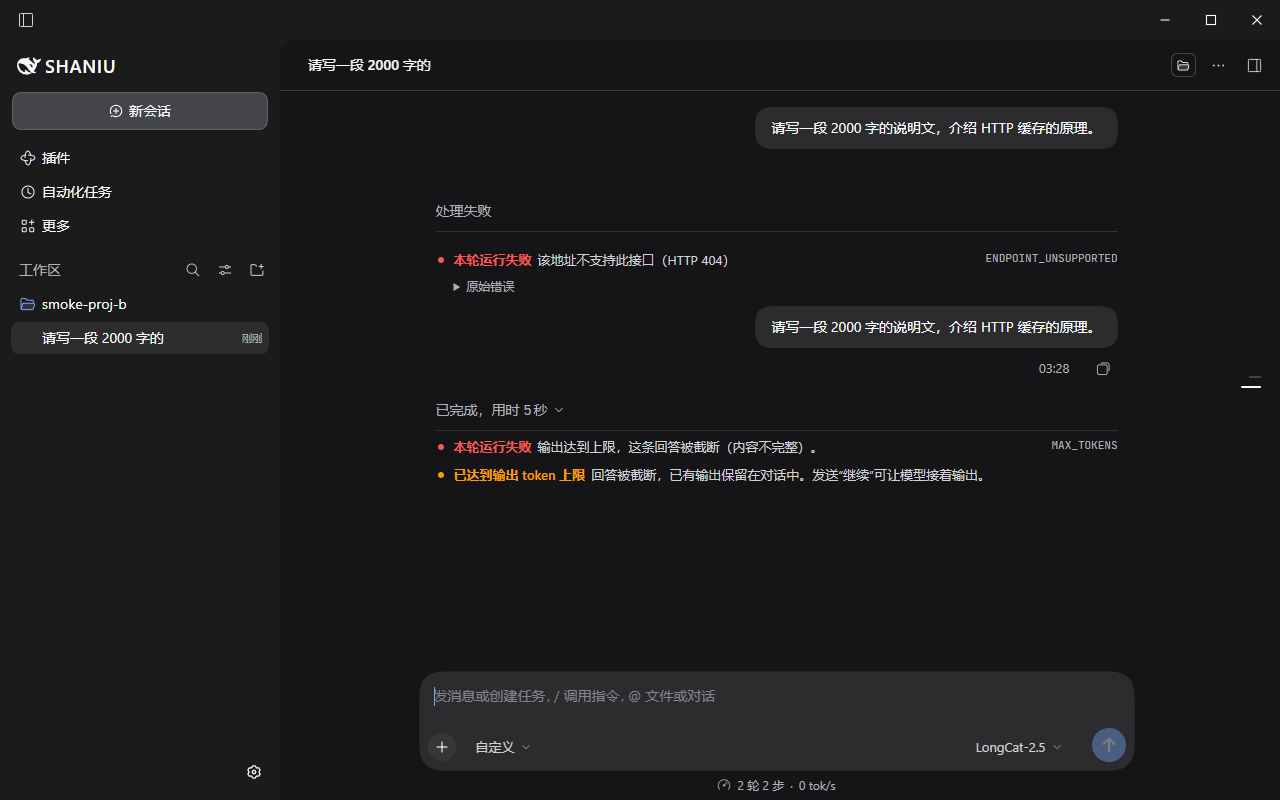 SHANIU
新会话
插件
自动化任务
更多
工作区
smoke-proj-b
请写一段 2000 字的 刚刚
请写一段 2000 字的
请写一段 2000 字的说明文，介绍 HTTP 缓存的原理。
处理失败
本轮运行失败 该地址不支持此接口（HTTP 404） ENDPOINT_UNSUPPORTED
原始错误
请写一段 2000 字的说明文，介绍 HTTP 缓存的原理。
03:28
已完成，用时 5秒
本轮运行失败 输出达到上限，这条回答被截断（内容不完整）。 MAX_TOKENS
已达到输出 token 上限 回答被截断，已有输出保留在对话中。发送“继续”可让模型接着输出。
发消息或创建任务, / 调用指令, @ 文件或对话
自定义 LongCat-2.5
2 轮 2 步 · 0 tok/s